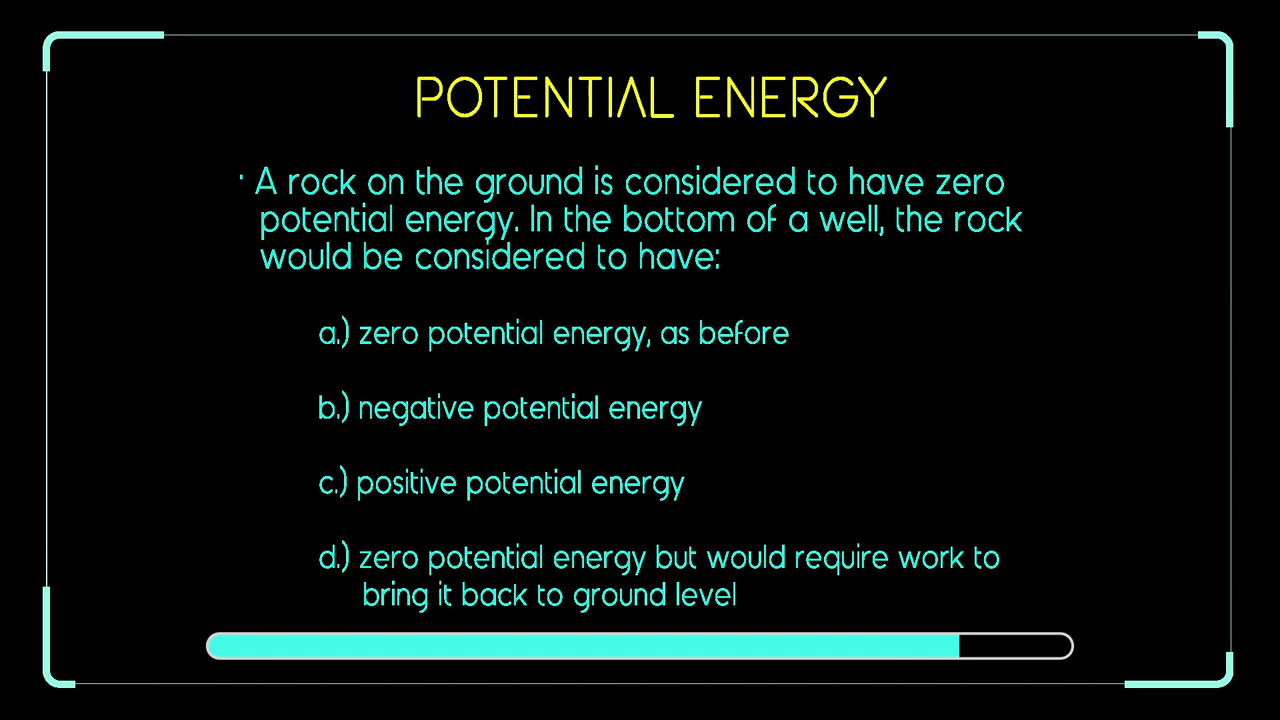 POTENTIAL ENERGY
· A rock on the ground is considered to have zero
potential energy. In the bottom of a well, the rock
would be considered to have:
a.) zero potential energy, as before
b.) negative potential energy
c.) positive potential energy
d.) zero potential energy but would require work to
bring it back to ground level